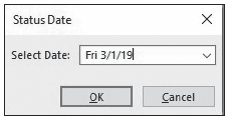 Status Date
Select Date: Fri 3/1/19
OK Cancel